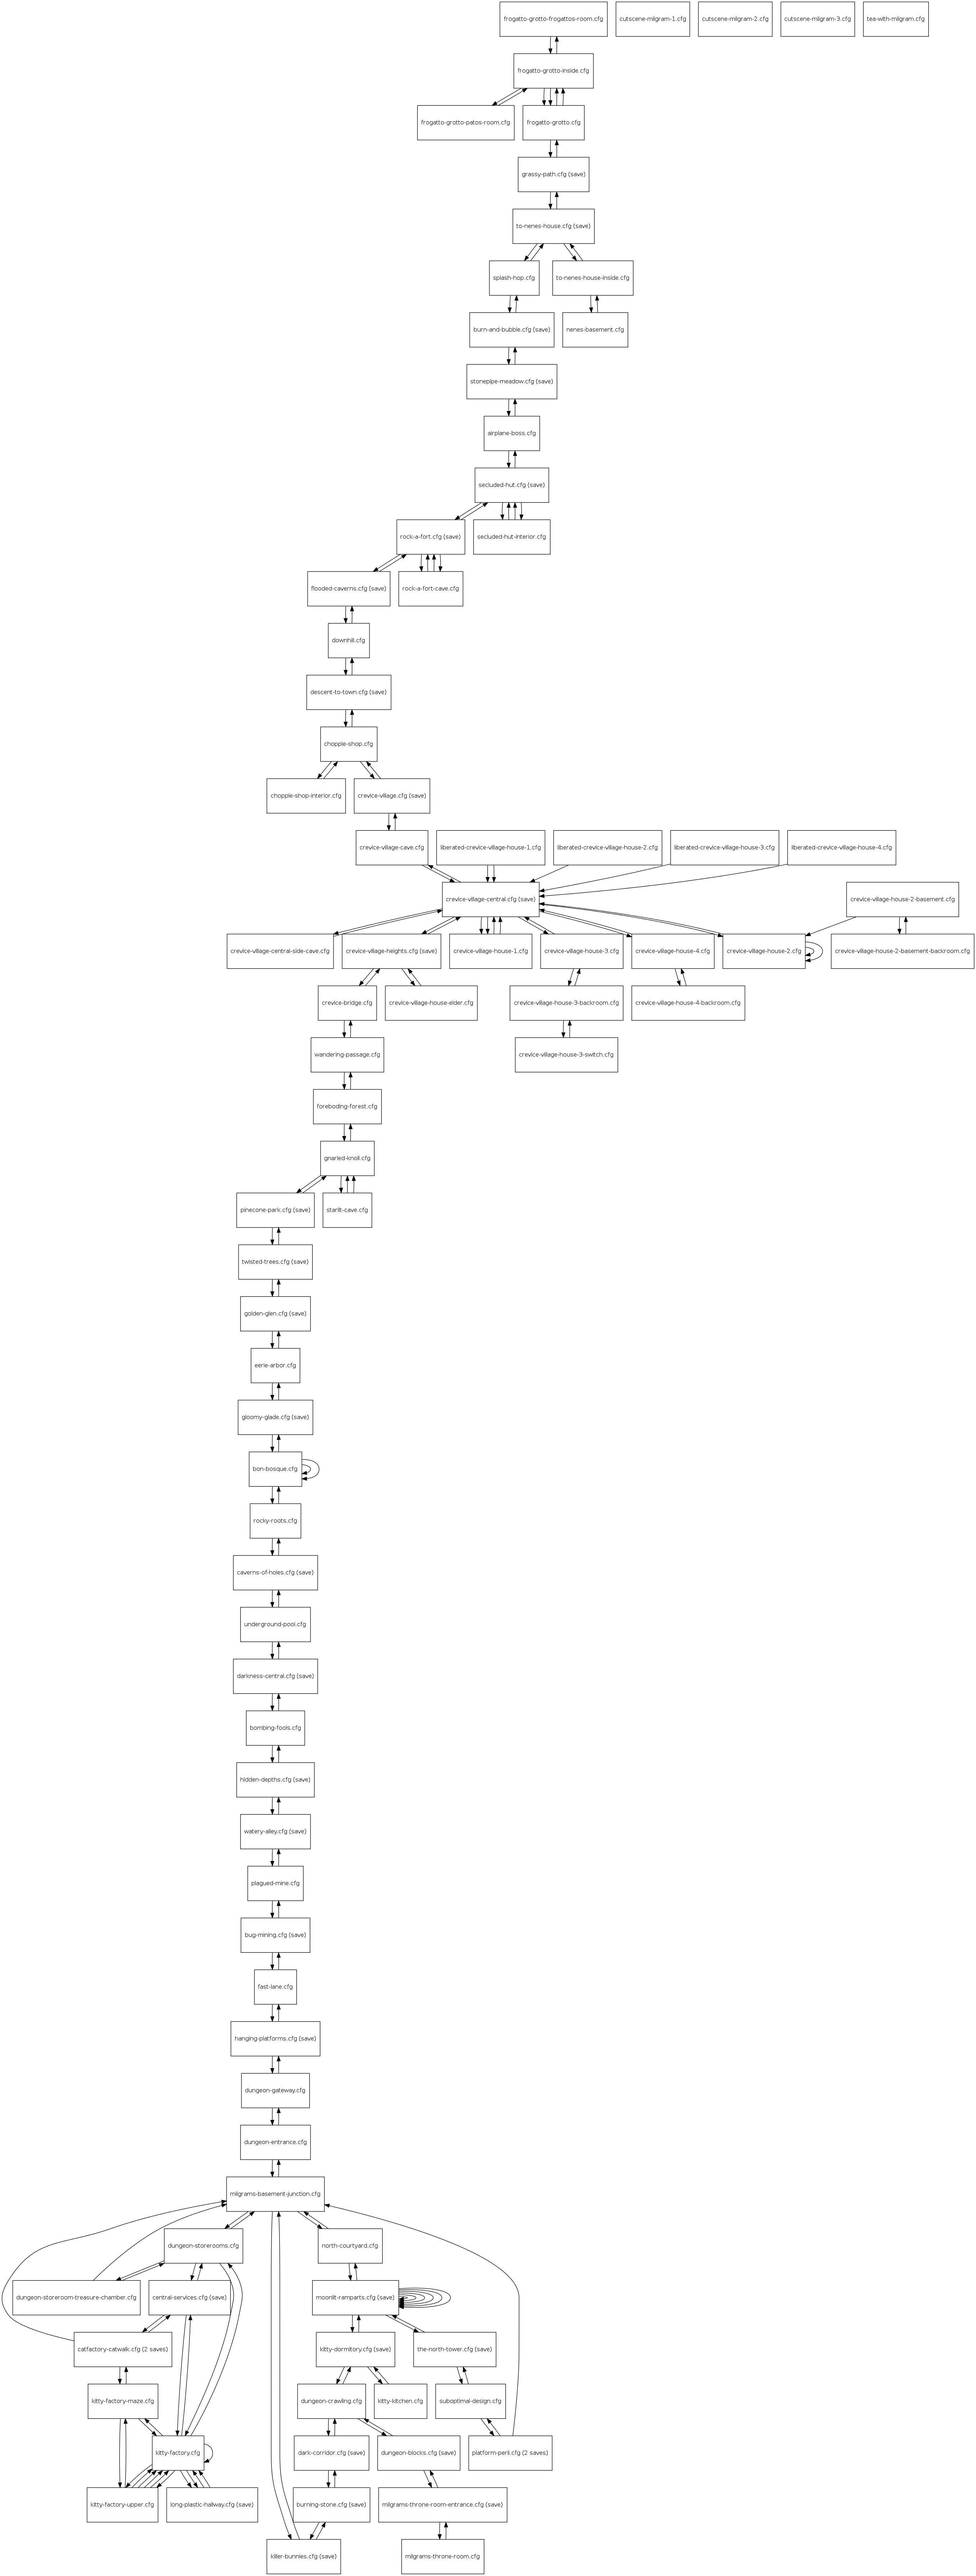 frogatto-grotto-frogattos-room.cfg
cutscene-milgram-1.cfg
cutscene-milgram-2.cfg
cutscene-milgram-3.cfg
tea-with-milgram.cfg
frogatto-grotto-inside.cfg
frogatto-grotto-patos-room.cfg
frogatto-grotto.cfg
grassy-path.cfg (save)
to-nenes-house.cfg (save)
splash-hop.cfg
to-nenes-house-inside.cfg
burn-and-bubble.cfg (save)
nenes-basement.cfg
stonepipe-meadow.cfg (save)
airplane-boss.cfg
secluded-hut.cfg (save)
rock-a-fort.cfg (save)
secluded-hut-interior.cfg
flooded-caverns.cfg (save)
rock-a-fort-cave.cfg
downhill.cfg
descent-to-town.cfg (save)
chopple-shop.cfg
chopple-shop-interior.cfg
crevice-village.cfg (save)
crevice-village-cave.cfg
liberated-crevice-village-house-1.cfg
liberated-crevice-village-house-2.cfg
liberated-crevice-village-house-3.cfg
liberated-crevice-village-house-4.cfg
crevice-village-central.cfg (save)
crevice-village-house-2-basement.cfg
crevice-village-central-side-cave.cfg
crevice-village-heights.cfg (save)
crevice-village-house-1.cfg
crevice-village-house-3.cfg
crevice-village-house-4.cfg
crevice-village-house-2.cfg
crevice-village-house-2-basement-backroom.cfg
crevice-bridge.cfg
crevice-village-house-elder.cfg
crevice-village-house-3-backroom.cfg
crevice-village-house-4-backroom.cfg
wandering-passage.cfg
crevice-village-house-3-switch.cfg
foreboding-forest.cfg
gnarled-knoll.cfg
pinecone-park.cfg (save)
starlit-cave.cfg
twisted-trees.cfg (save)
golden-glen.cfg (save)
eerie-arbor.cfg
gloomy-glade.cfg (save)
bon-bosque.cfg
rocky-roots.cfg
caverns-of-holes.cfg (save)
underground-pool.cfg
darkness-central.cfg (save)
bombing-fools.cfg
hidden-depths.cfg (save)
watery-alley.cfg (save)
plagued-mine.cfg
bug-mining.cfg (save)
fast-lane.cfg
hanging-platforms.cfg (save)
dungeon-gateway.cfg
dungeon-entrance.cfg
milgrams-basement-junction.cfg
dungeon-storerooms.cfg
north-courtyard.cfg
dungeon-storeroom-treasure-chamber.cfg
central-services.cfg (save)
moonlit-ramparts.cfg (save)
catfactory-catwalk.cfg (2 saves)
kitty-dormitory.cfg (save)
the-north-tower.cfg (save)
kitty-factory-maze.cfg
dungeon-crawling.cfg
kitty-kitchen.cfg
suboptimal-design.cfg
kitty-factory.cfg
dark-corridor.cfg (save)
dungeon-blocks.cfg (save)
platform-peril.cfg (2 saves)
kitty-factory-upper.cfg
long-plastic-hallway.cfg (save)
burning-stone.cfg (save)
milgrams-throne-room-entrance.cfg (save)
killer-bunnies.cfg (save)
milgrams-throne-room.cfg